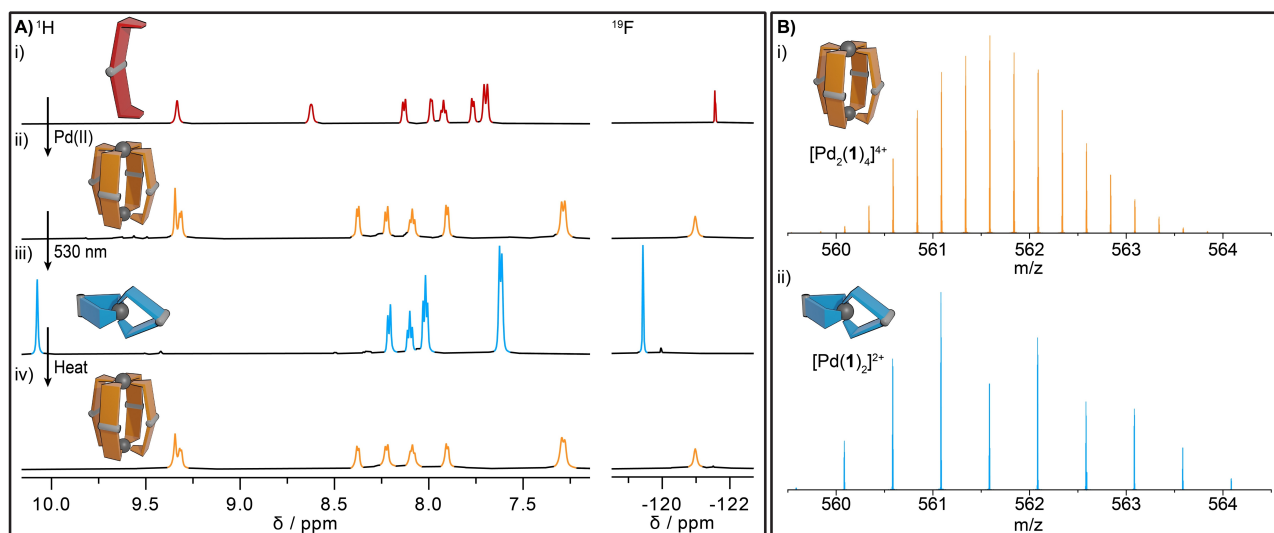 A) ¹H
¹⁹F
i)
Pd(II)
ii)
530 nm
iii)
Heat
iv)
10.0 9.5 9.0 8.5 8.0 7.5
δ / ppm
-120 -122
δ / ppm
B)
i)
[Pd₂(1)₄]⁴⁺
560 561 562 563 564
m/z
ii)
[Pd(1)₂]²⁺
560 561 562 563 564
m/z